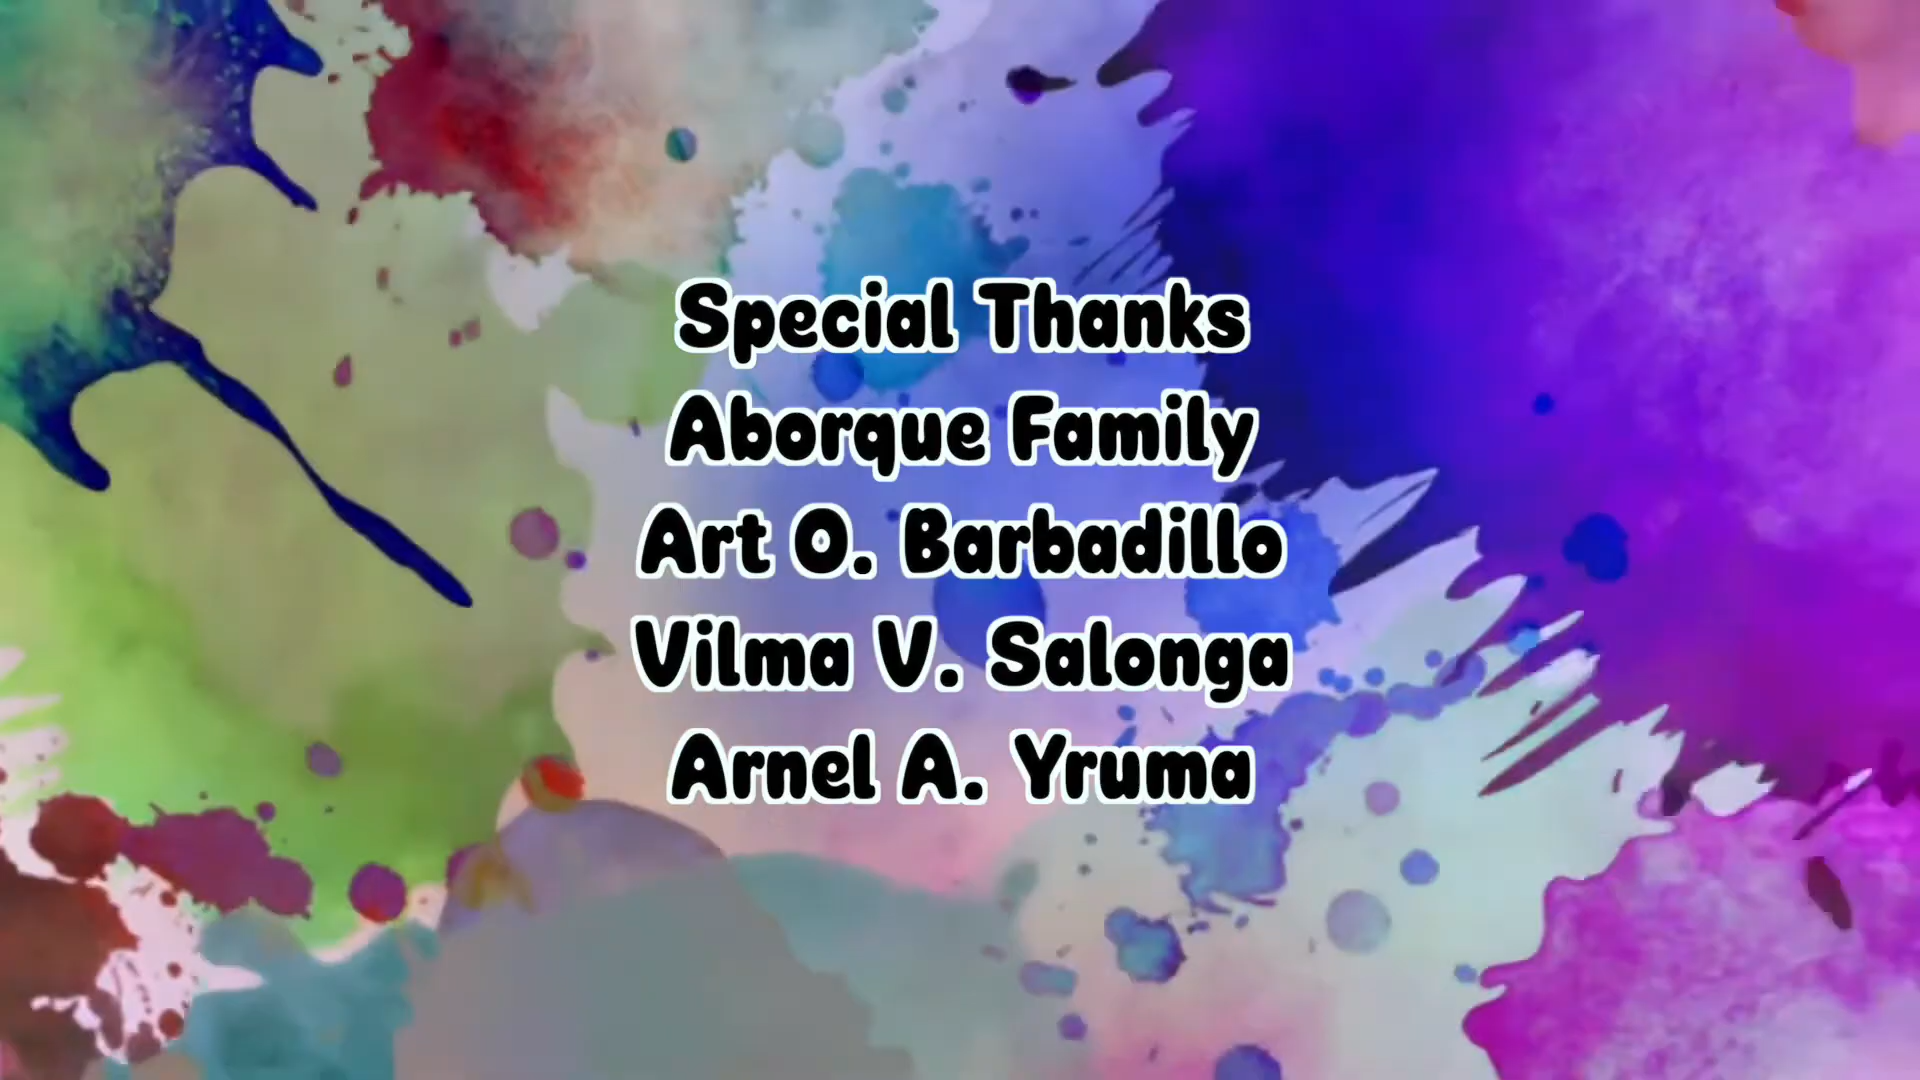 Special Thanks
Aborque Family
Art O. Barbadillo
Vilma V. Salonga
Arnel A. Yruma